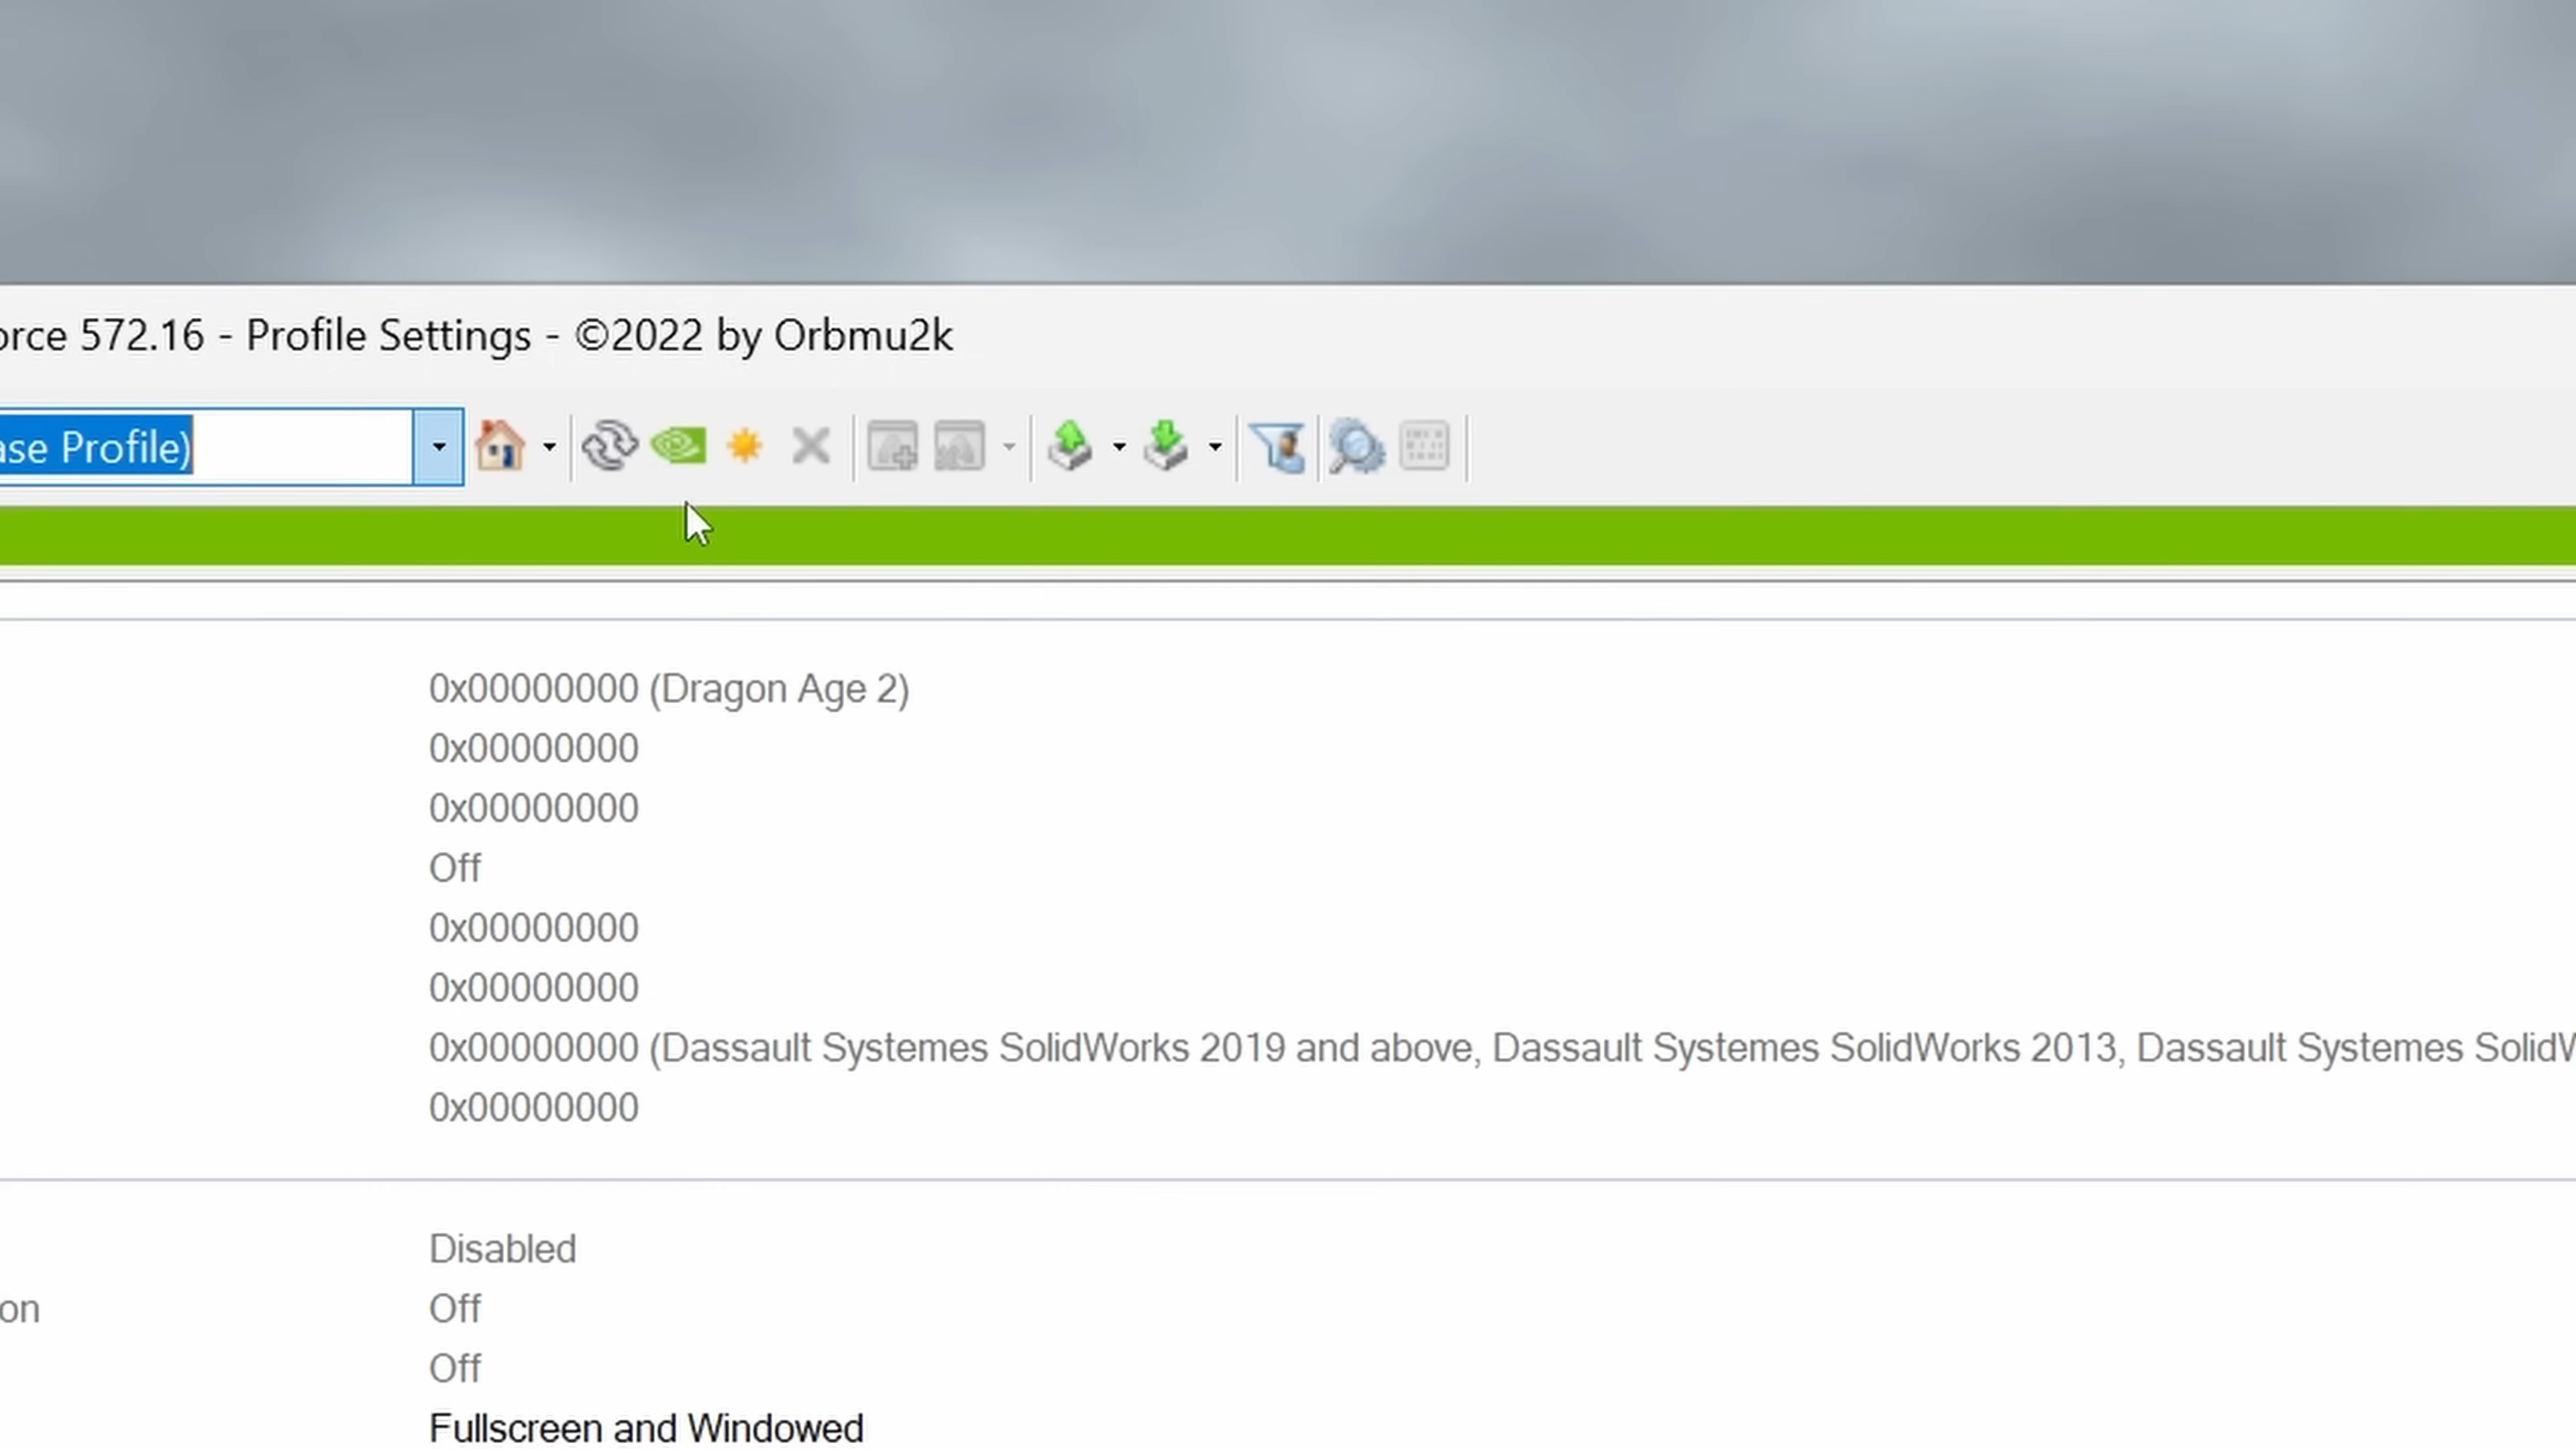 orce 572.16 - Profile Settings - ©2022 by Orbmu2k
ase Profile)
0x00000000 (Dragon Age 2)
0x00000000
0x00000000
Off
0x00000000
0x00000000
0x00000000 (Dassault Systemes SolidWorks 2019 and above, Dassault Systemes SolidWorks 2013, Dassault Systemes SolidW
0x00000000
Disabled
on Off
Off
Fullscreen and Windowed